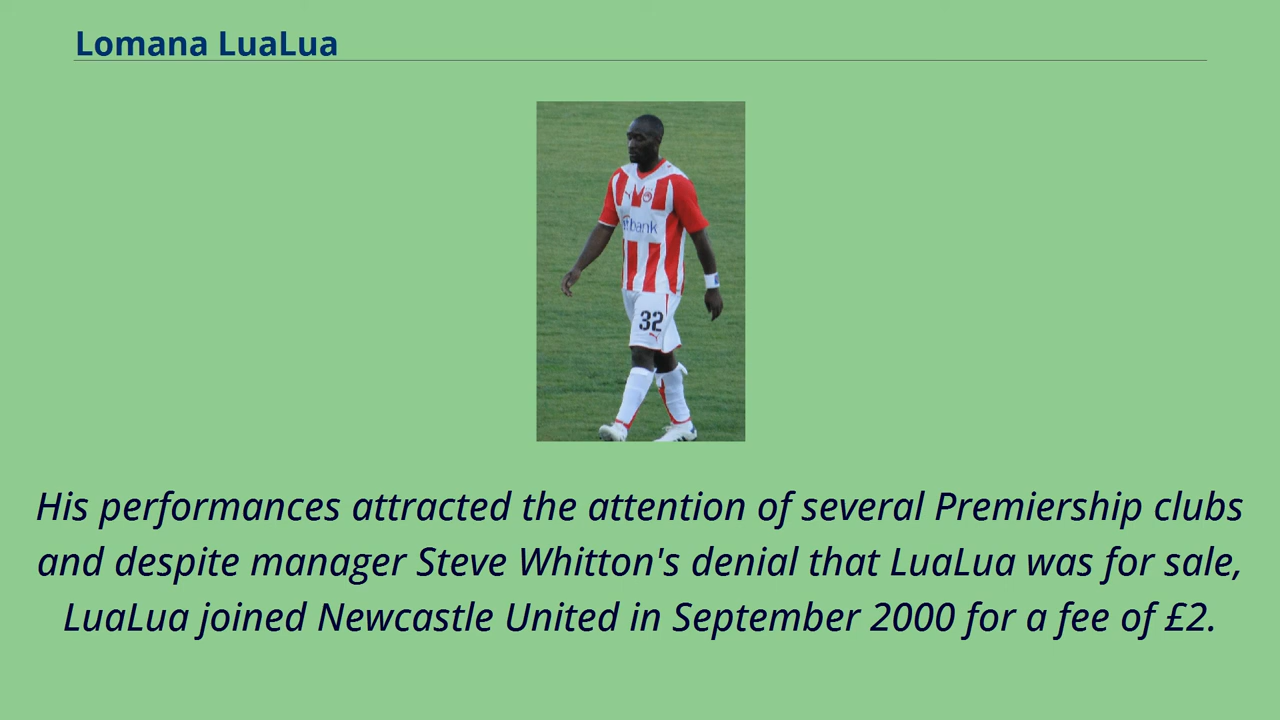 Lomana LuaLua
bank
32
His performances attracted the attention of several Premiership clubs
and despite manager Steve Whitton's denial that LuaLua was for sale,
LuaLua joined Newcastle United in September 2000 for a fee of £2.